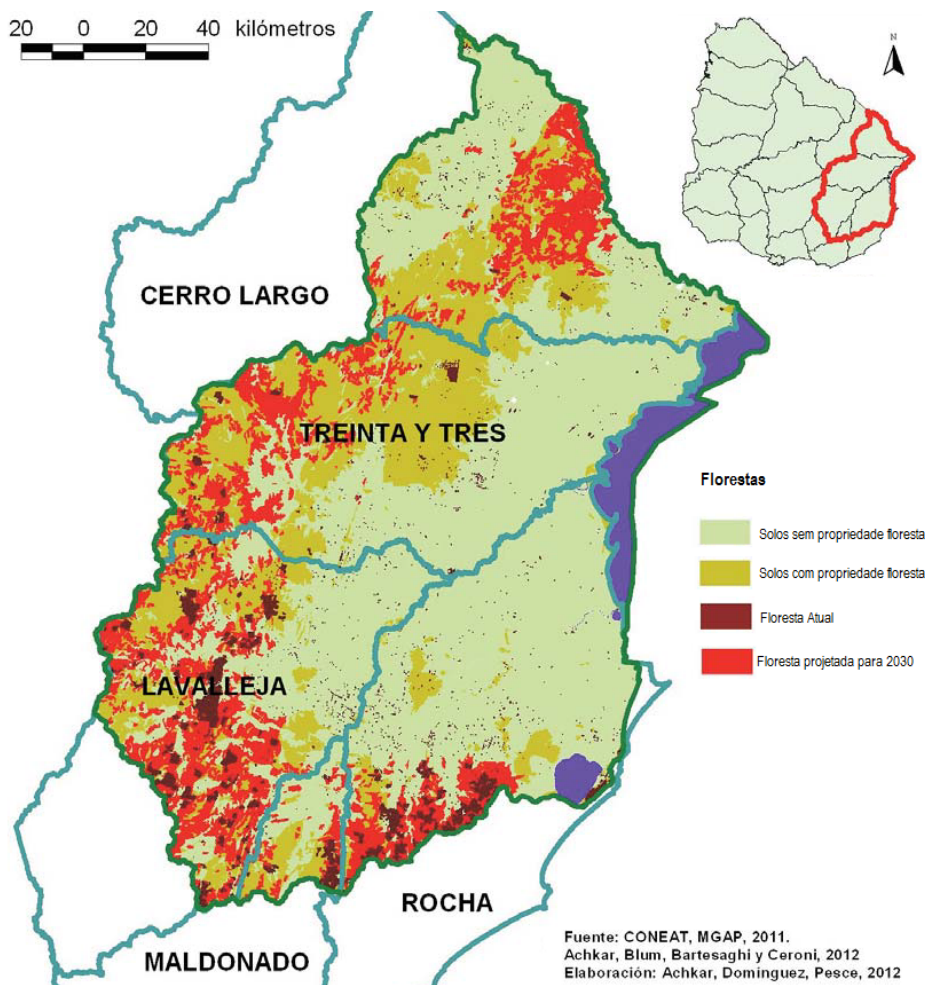 20 0 20 40 kilómetros
N
CERRO LARGO
TREINTA Y TRES
Florestas
Solos sem propriedade floresta
Solos com propriedade floresta
Floresta Atual
Floresta projetada para 2030
LAVALLEJA
ROCHA
MALDONADO
Fuente: CONEAT, MGAP, 2011.
Achkar, Blum, Bartesaghi y Ceroni, 2012
Elaboración: Achkar, Dominguez, Pesce, 2012